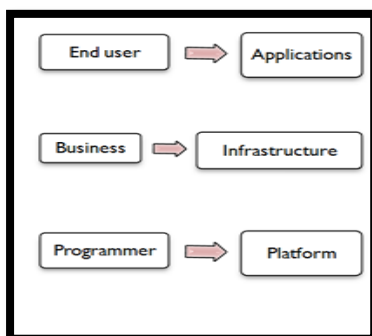 End user Applications
Business Infrastructure
Programmer Platform